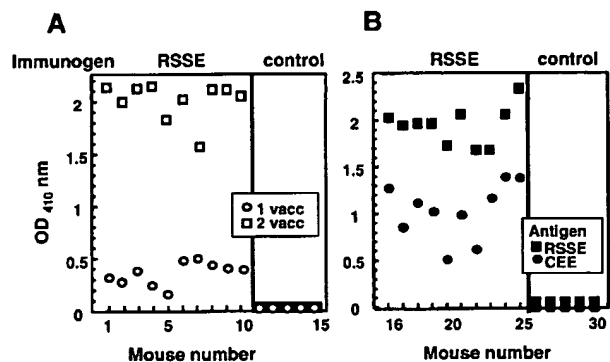 A
B
Immunogen RSSE control
RSSE control
OD 410 nm
2
1.5
1
0.5
0
2.5
2
1.5
1
0.5
0
1 vacc
2 vacc
Antigen
RSSE
CEE
1 5 10 15
16 20 25 30
Mouse number
Mouse number